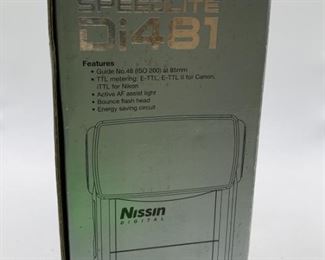 SPEEDLITE
Di481
Features
• Guide No.48 (ISO 200) at 85mm
• TTL metering: E-TTL, E-TTL II for Canon,
iTTL for Nikon
• Active AF assist light
• Bounce flash head
• Energy saving circuit
Nissin
DIGITAL